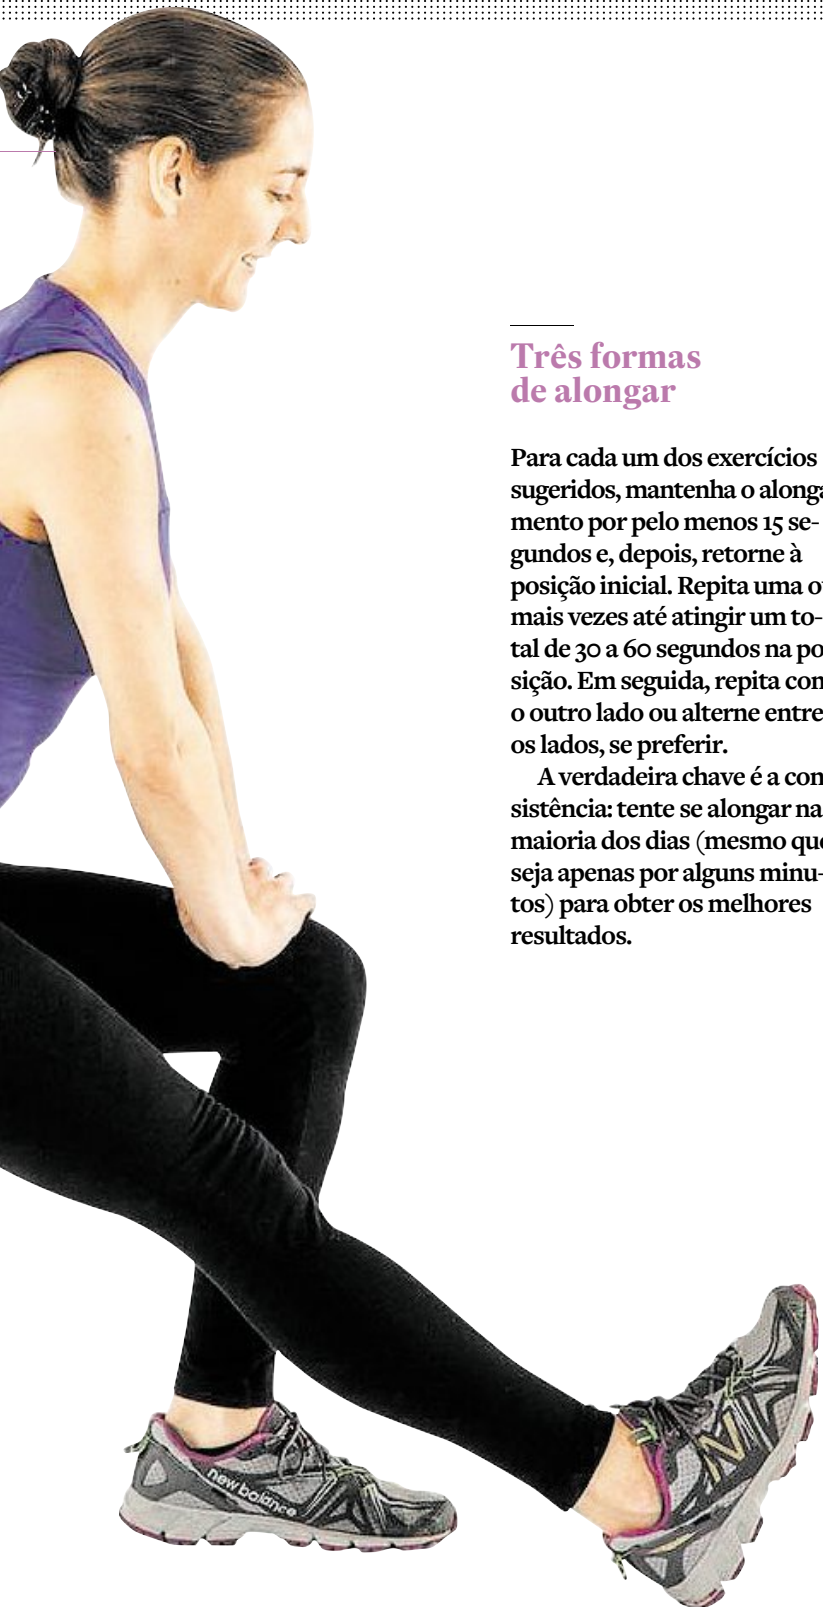 Três formas
de alongar
Para cada um dos exercícios
sugeridos, mantenha o alonga
mento por pelo menos 15 se-
gundos e, depois, retorne à
posição inicial. Repita uma o
mais vezes até atingir um to-
tal de 30 a 60 segundos na po
sição. Em seguida, repita con
o outro lado ou alterne entre
os lados, se preferir.
A verdadeira chave é a con
sistência: tente se alongar na
maioria dos dias (mesmo que
seja apenas por alguns minu-
tos) para obter os melhores
resultados.
new balance
N